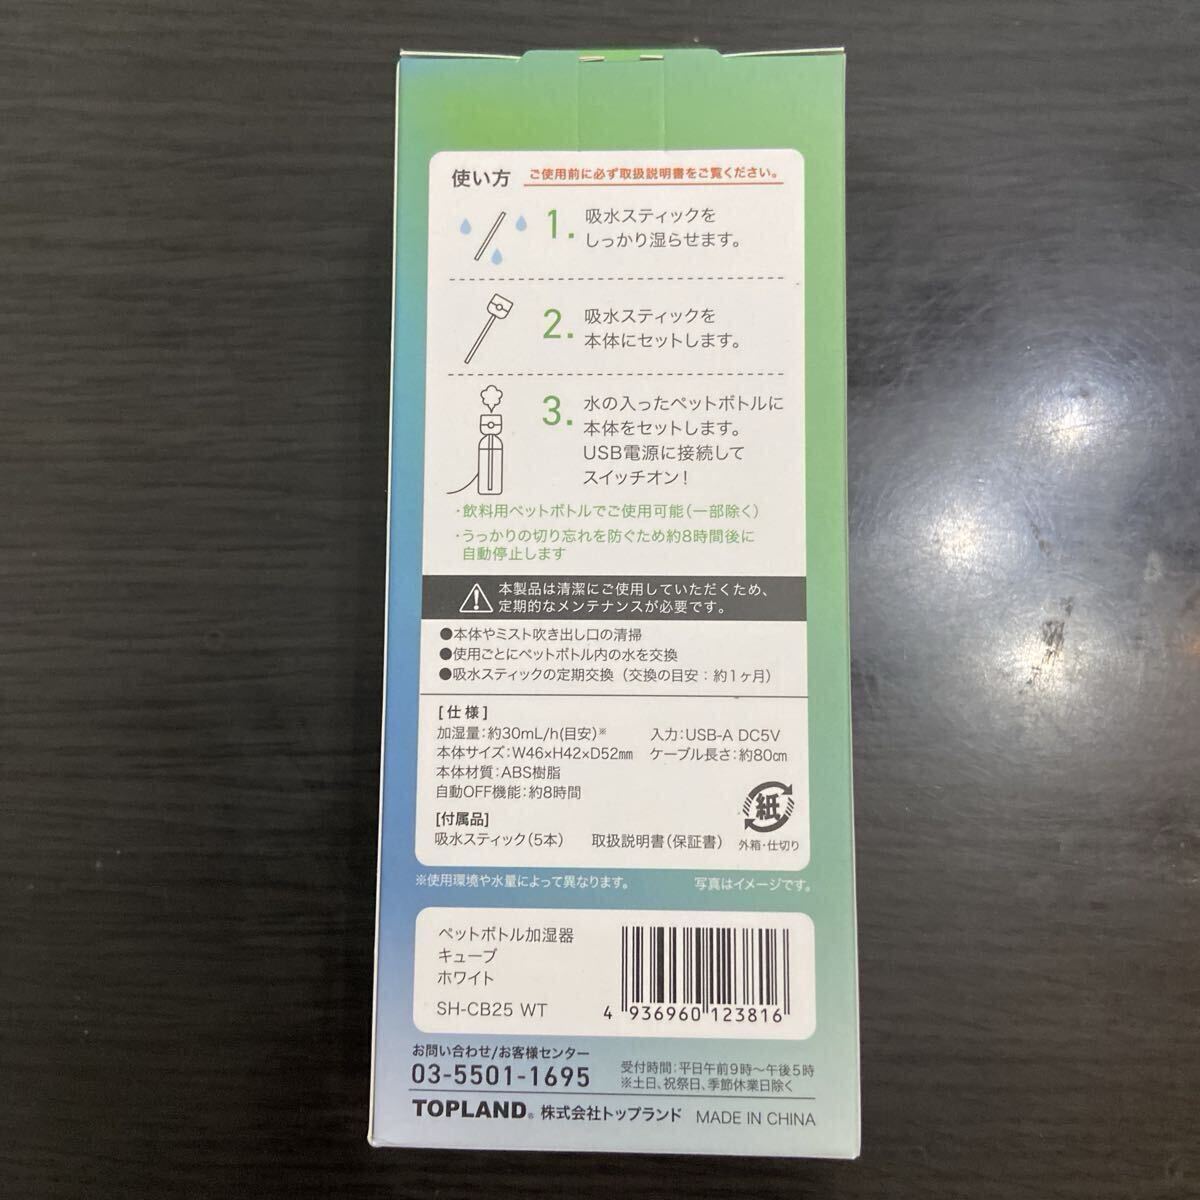 使い方 ご使用前に必ず取扱説明書をご覧ください。
1. 吸水スティックを
しっかり湿らせます。
2. 吸水スティックを
本体にセットします。
3. 水の入ったペットボトルに
本体をセットします。
USB電源に接続して
スイッチオン!
・飲料用ペットボトルでご使用可能(一部除く)
・うっかりの切り忘れを防ぐため約8時間後に
自動停止します
本製品は清潔にご使用していただくため、
定期的なメンテナンスが必要です。
●本体やミスト吹き出し口の清掃
●使用ごとにペットボトル内の水を交換
●吸水スティックの定期交換(交換の目安:約1ヶ月)
[仕様]
加湿量:約30mL/h(目安)※ 入力:USB-A DC5V
本体サイズ:W46×H42×D52mm ケーブル長さ:約80cm
本体材質:ABS樹脂
自動OFF機能:約8時間
[付属品]
吸水スティック(5本) 取扱説明書(保証書)
紙
外箱・仕切り
※使用環境や水量によって異なります。 写真はイメージです。
ペットボトル加湿器
キューブ
ホワイト
SH-CB25 WT
4 936960 123816
お問い合わせ/お客様センター
03-5501-1695
受付時間:平日午前9時〜午後5時
※土日、祝祭日、季節休業日除く
TOPLAND® 株式会社トップランド MADE IN CHINA